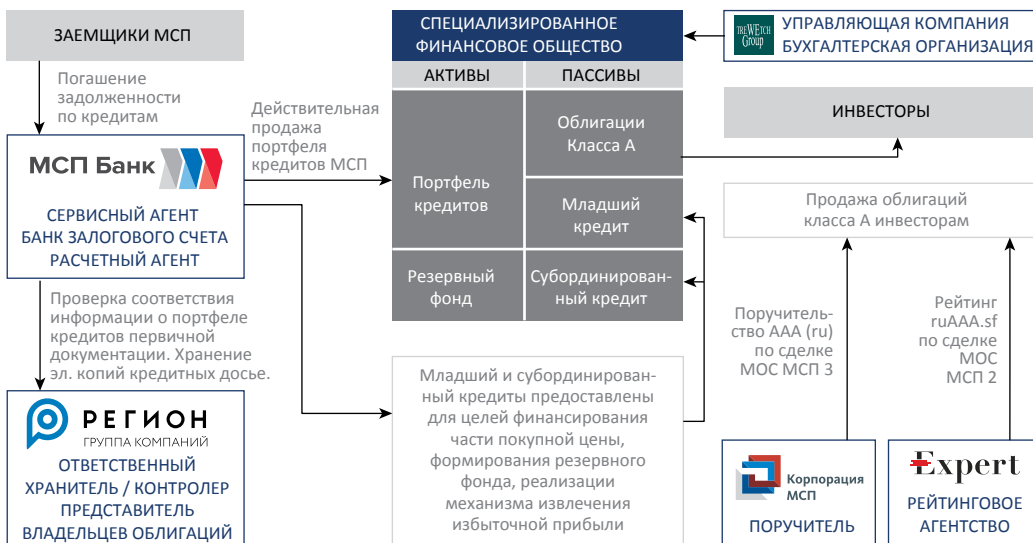 ЗАЕМЩИКИ МСП
Погашение
задолженности
по кредитам
МСП Банк
СЕРВИСНЫЙ АГЕНТ
БАНК ЗАЛОГОВОГО СЧЕТА
РАСЧЕТНЫЙ АГЕНТ
Проверка соответствия
информации о портфеле
кредитов первичной
документации. Хранение
эл. копий кредитных досье.
РЕГИОН
ГРУППА КОМПАНИЙ
ОТВЕТСТВЕННЫЙ
ХРАНИТЕЛЬ / КОНТРОЛЕР
ПРЕДСТАВИТЕЛЬ
ВЛАДЕЛЬЦЕВ ОБЛИГАЦИЙ
Действительная
продажа
портфеля
кредитов МСП
СПЕЦИАЛИЗИРОВАННОЕ
ФИНАНСОВОЕ ОБЩЕСТВО
АКТИВЫ
ПАССИВЫ
Портфель
кредитов
Облигации
Класса А
Младший
кредит
Резервный
фонд
Субординирован-
ный кредит
Младший и субординирован-
ный кредиты предоставлены
для целей финансирования
части покупной цены,
формирования резервного
фонда, реализации
механизма извлечения
избыточной прибыли
TREWETCH
Group
УПРАВЛЯЮЩАЯ КОМПАНИЯ
БУХГАЛТЕРСКАЯ ОРГАНИЗАЦИЯ
ИНВЕСТОРЫ
Продажа облигаций
класса А инвесторам
Поручитель-
ство ААА (ru)
по сделке
МОС МСП 3
Рейтинг
ruAAA.sf
по сделке
МОС
МСП 2
Корпорация
МСП
ПОРУЧИТЕЛЬ
Expert
РЕЙТИНГОВОЕ
АГЕНТСТВО